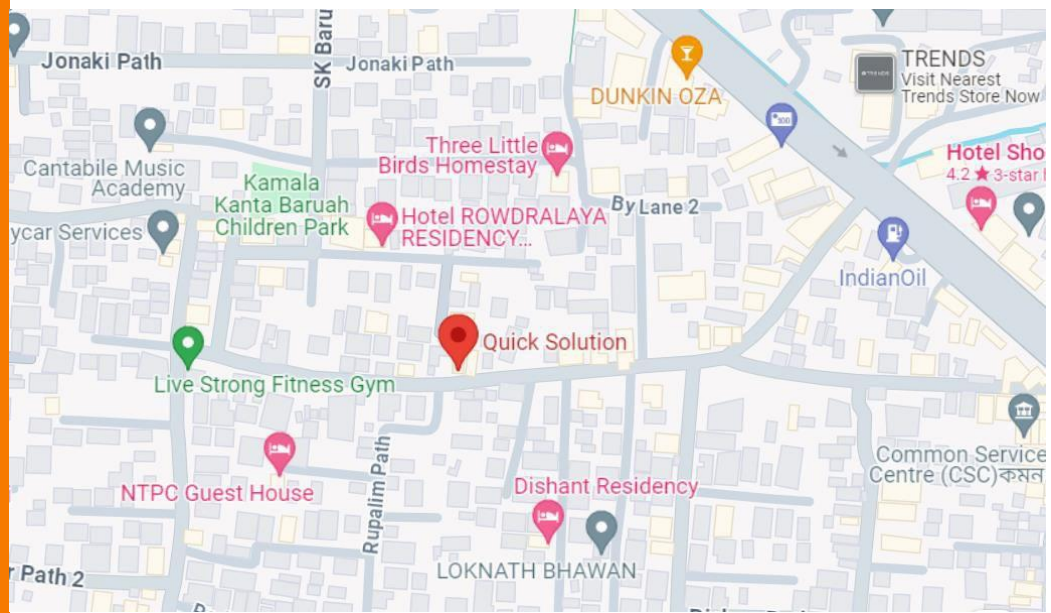 Jonaki Path
SK Baru
Jonaki Path
TRENDS
Visit Nearest
Trends Store Now
DUNKIN OZA
Cantabile Music
Academy
Three Little
Birds Homestay
Hotel Sho
4.2 ★ 3-star
Kamala
Kanta Baruah
Children Park
Hotel ROWDRALAYA
RESIDENCY...
By Lane 2
ycar Services
IndianOil
Quick Solution
Live Strong Fitness Gym
Common Service
Centre (CSC)কমন
NTPC Guest House
Rupalim Path
Dishant Residency
LOKNATH BHAWAN
r Path 2